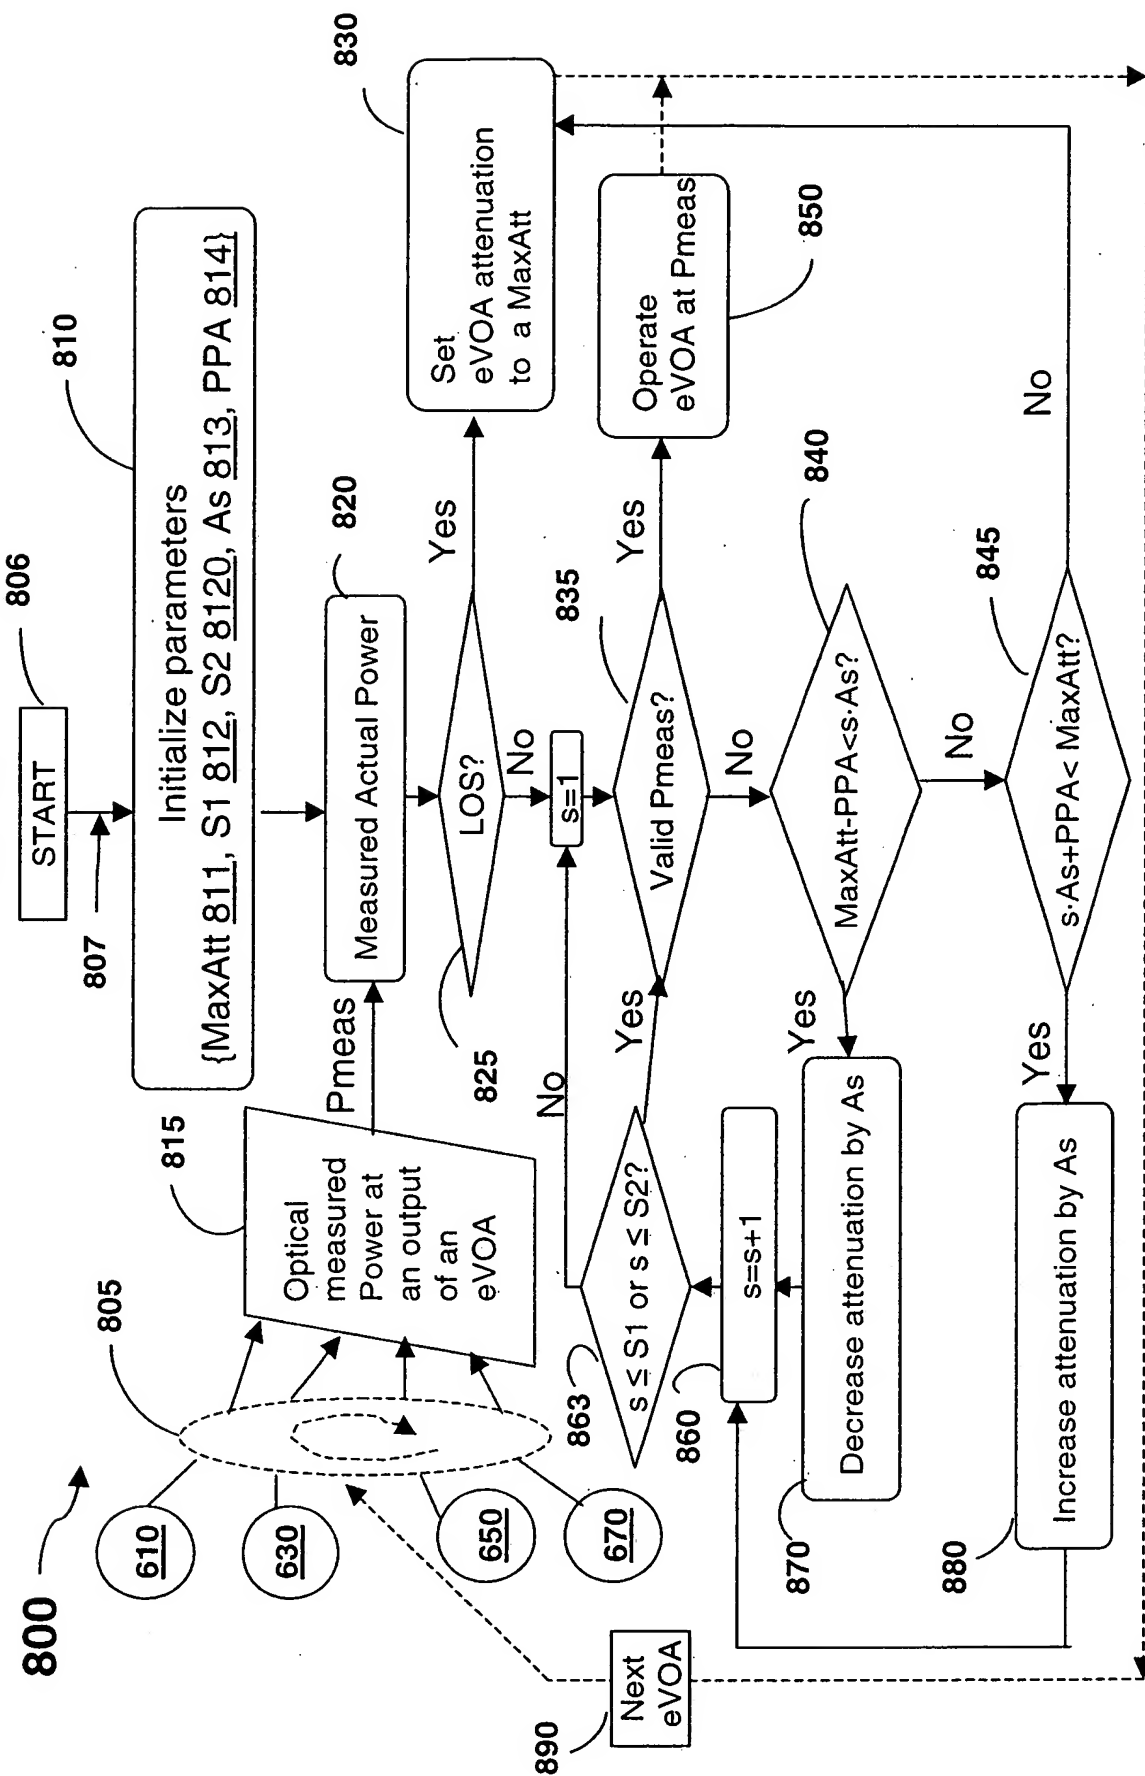 800
START
806
807
Initialize parameters
{MaxAtt 811, S1 812, S2 8120, As 813, PPA 814}
810
805
815
610
630
650
670
Optical
measured
Power at
an output
of an
eVOA
Pmeas
Measured Actual Power
820
LOS?
825
Yes
No
Set
eVOA attenuation
to a MaxAtt
830
s=1
No
Valid Pmeas?
835
Yes
No
Operate
eVOA at Pmeas
850
s ≤ S1 or s ≤ S2?
863
Yes
s=s+1
860
MaxAtt-PPA<s·As?
840
Yes
No
Decrease attenuation by As
870
s·As+PPA< MaxAtt?
845
Yes
No
Increase attenuation by As
880
Next
eVOA
890